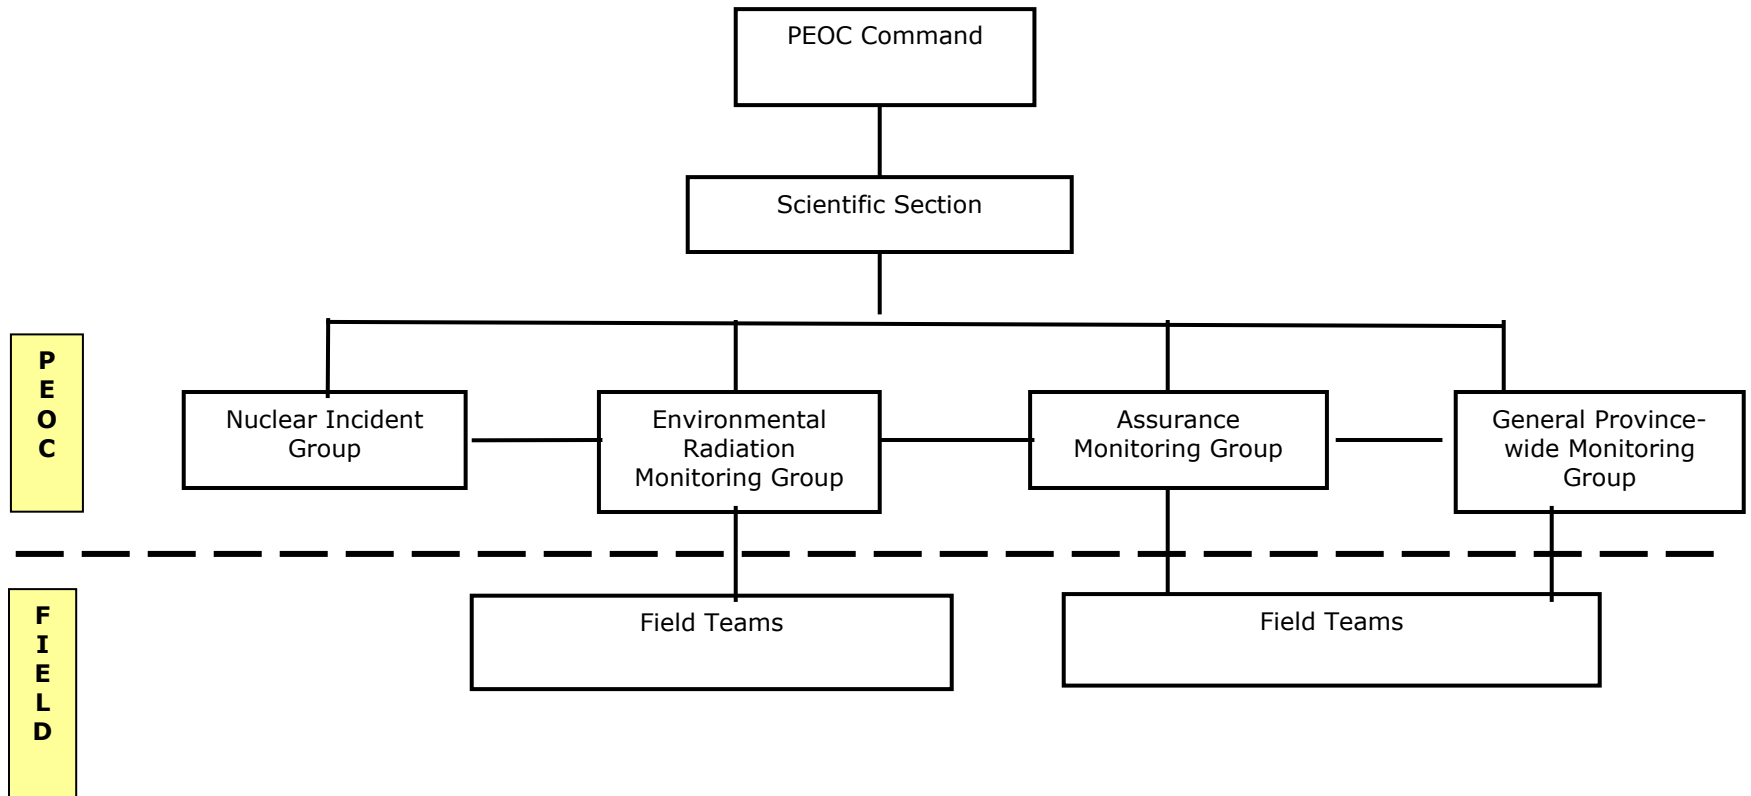 PEOC Command
Scientific Section
P
E
O
C
Nuclear Incident
Group
Environmental
Radiation
Monitoring Group
Assurance
Monitoring Group
General Province-
wide Monitoring
Group
F
I
E
L
D
Field Teams
Field Teams